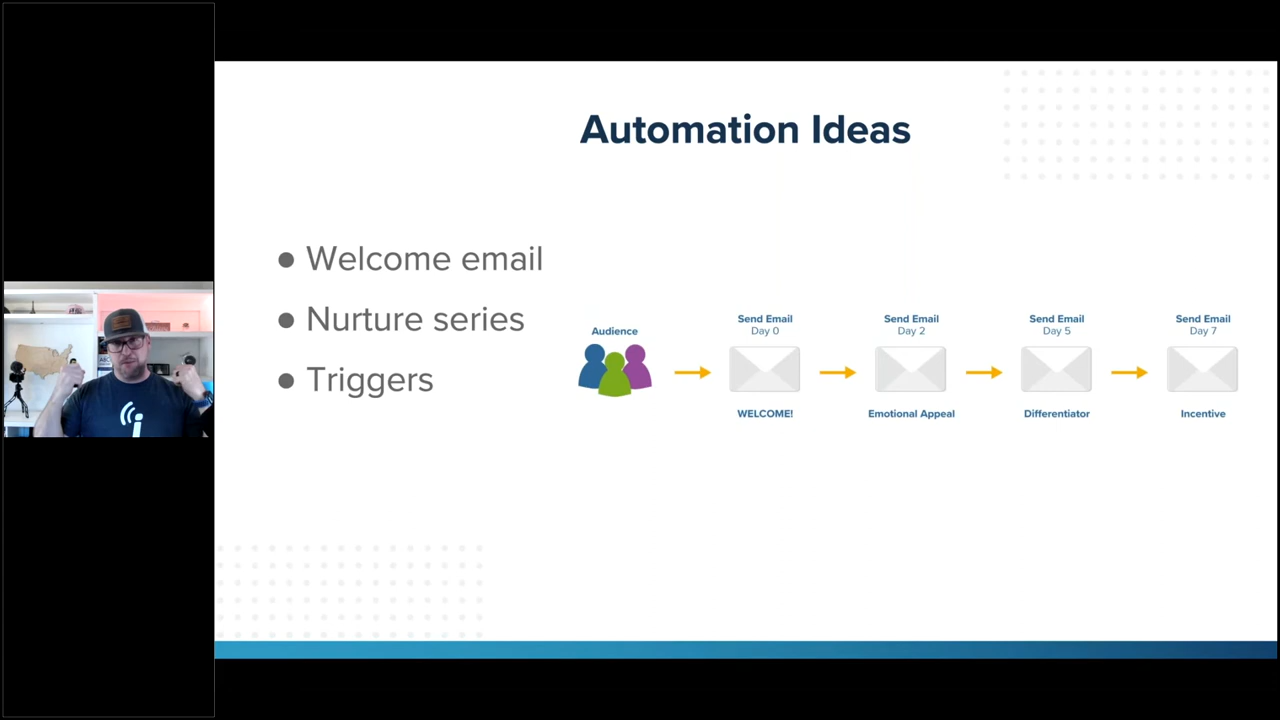 Automation Ideas
● Welcome email
● Nurture series
● Triggers
Audience
Send Email
Day 0
WELCOME!
Send Email
Day 2
Emotional Appeal
Send Email
Day 5
Differentiator
Send Email
Day 7
Incentive